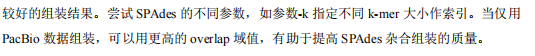 较好的组装结果。尝试 SPAdes 的不同参数，如参数-k 指定不同 k-mer 大小作索引。当仅用
PacBio 数据组装，可以用更高的 overlap 域值，有助于提高 SPAdes 杂合组装的质量。